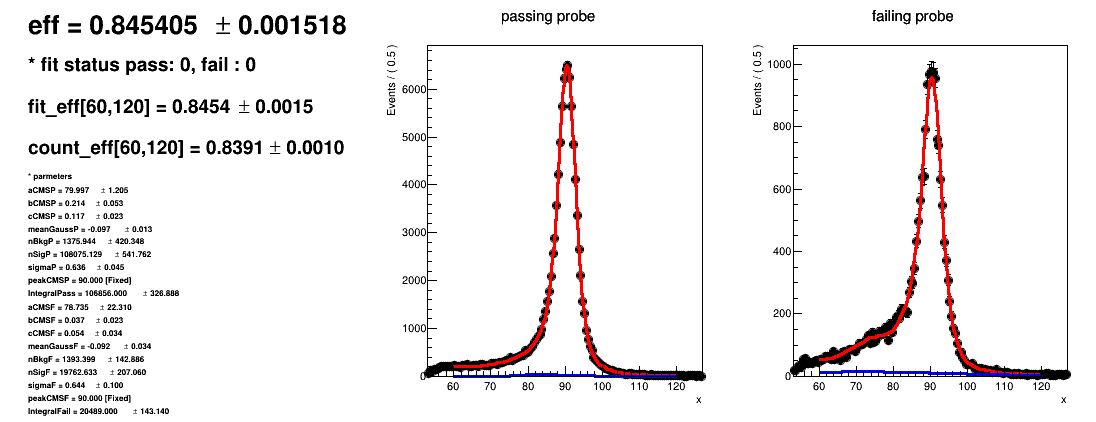 eff = 0.845405 ± 0.001518
* fit status pass: 0, fail : 0
fit_eff[60,120] = 0.8454 ± 0.0015
count_eff[60,120] = 0.8391 ± 0.0010
* parmeters
aCMSP = 79.997 ± 1.205
bCMSP = 0.214 ± 0.053
cCMSP = 0.117 ± 0.023
meanGaussP = -0.097 ± 0.013
nBkgP = 1375.944 ± 420.348
nSigP = 108075.129 ± 541.762
sigmaP = 0.636 ± 0.045
peakCMSP = 90.000 [Fixed]
IntegralPass = 106856.000 ± 326.888
aCMSF = 78.735 ± 22.310
bCMSF = 0.037 ± 0.023
cCMSF = 0.054 ± 0.034
meanGaussF = -0.092 ± 0.034
nBkgF = 1393.399 ± 142.886
nSigF = 19762.633 ± 207.060
sigmaF = 0.644 ± 0.100
peakCMSF = 90.000 [Fixed]
IntegralFail = 20489.000 ± 143.140
passing probe
Events / ( 0.5 )
6000
5000
4000
3000
2000
1000
0
60 70 80 90 100 110 120
x
failing probe
Events / ( 0.5 )
1000
800
600
400
200
0
60 70 80 90 100 110 120
x